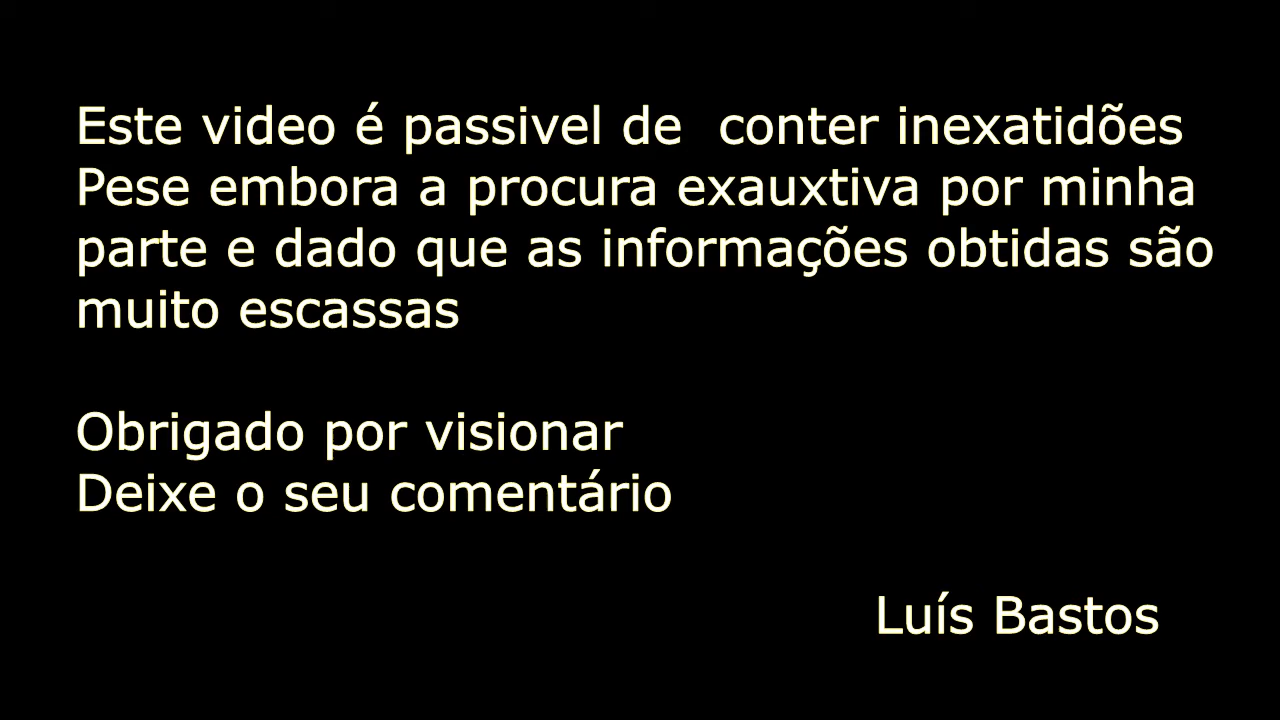 Este video é passivel de  conter inexatidões
Pese embora a procura exauxtiva por minha
parte e dado que as informações obtidas são
muito escassas
Obrigado por visionar
Deixe o seu comentário
Luís Bastos